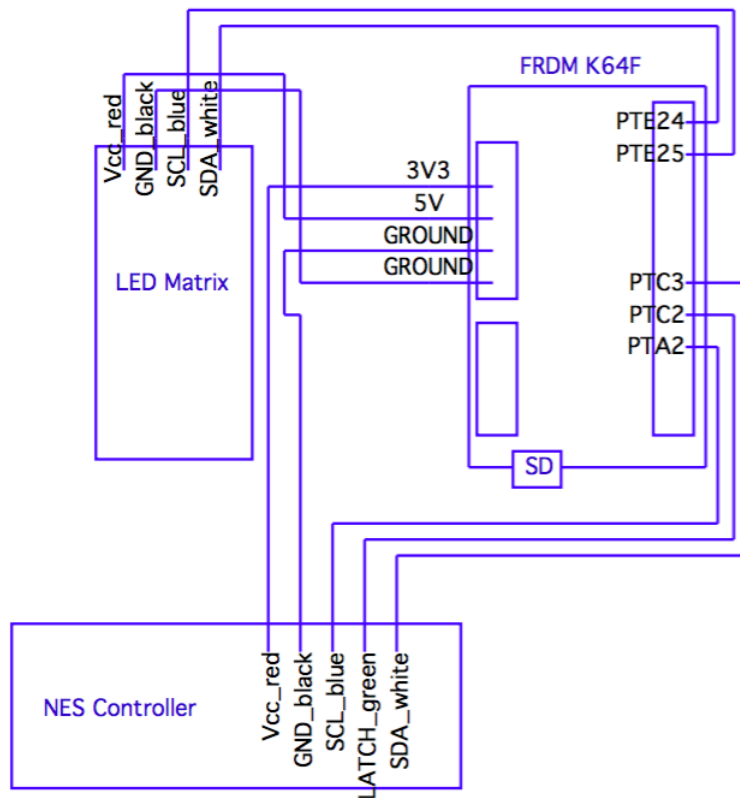 FRDM K64F
Vcc_red
GND_black
SCL_blue
SDA_white
PTE24
PTE25
3V3
5V
GROUND
GROUND
LED Matrix
PTC3
PTC2
PTA2
SD
NES Controller
Vcc_red
GND_black
SCL_blue
LATCH_green
SDA_white